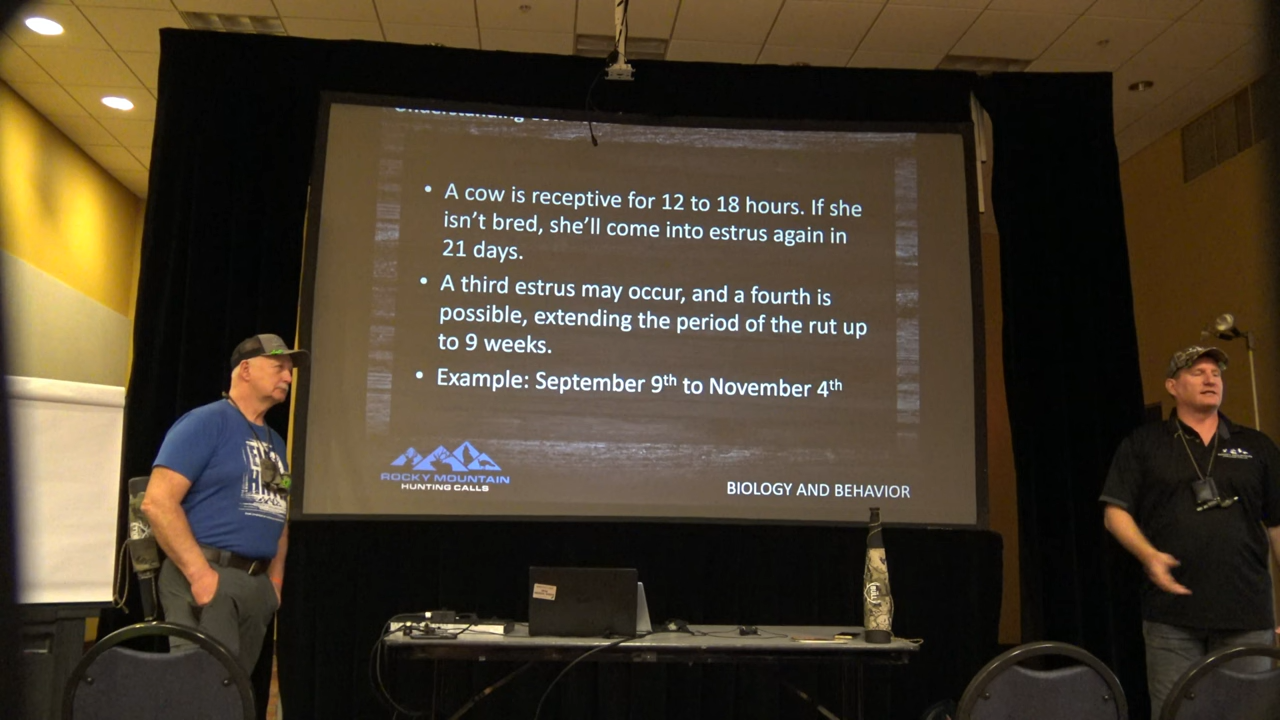 Understanding
• A cow is receptive for 12 to 18 hours. If she
isn't bred, she'll come into estrus again in
21 days.
• A third estrus may occur, and a fourth is
possible, extending the period of the rut up
to 9 weeks.
• Example: September 9th to November 4th
ROCKY MOUNTAIN
HUNTING CALLS
BIOLOGY AND BEHAVIOR
BULL